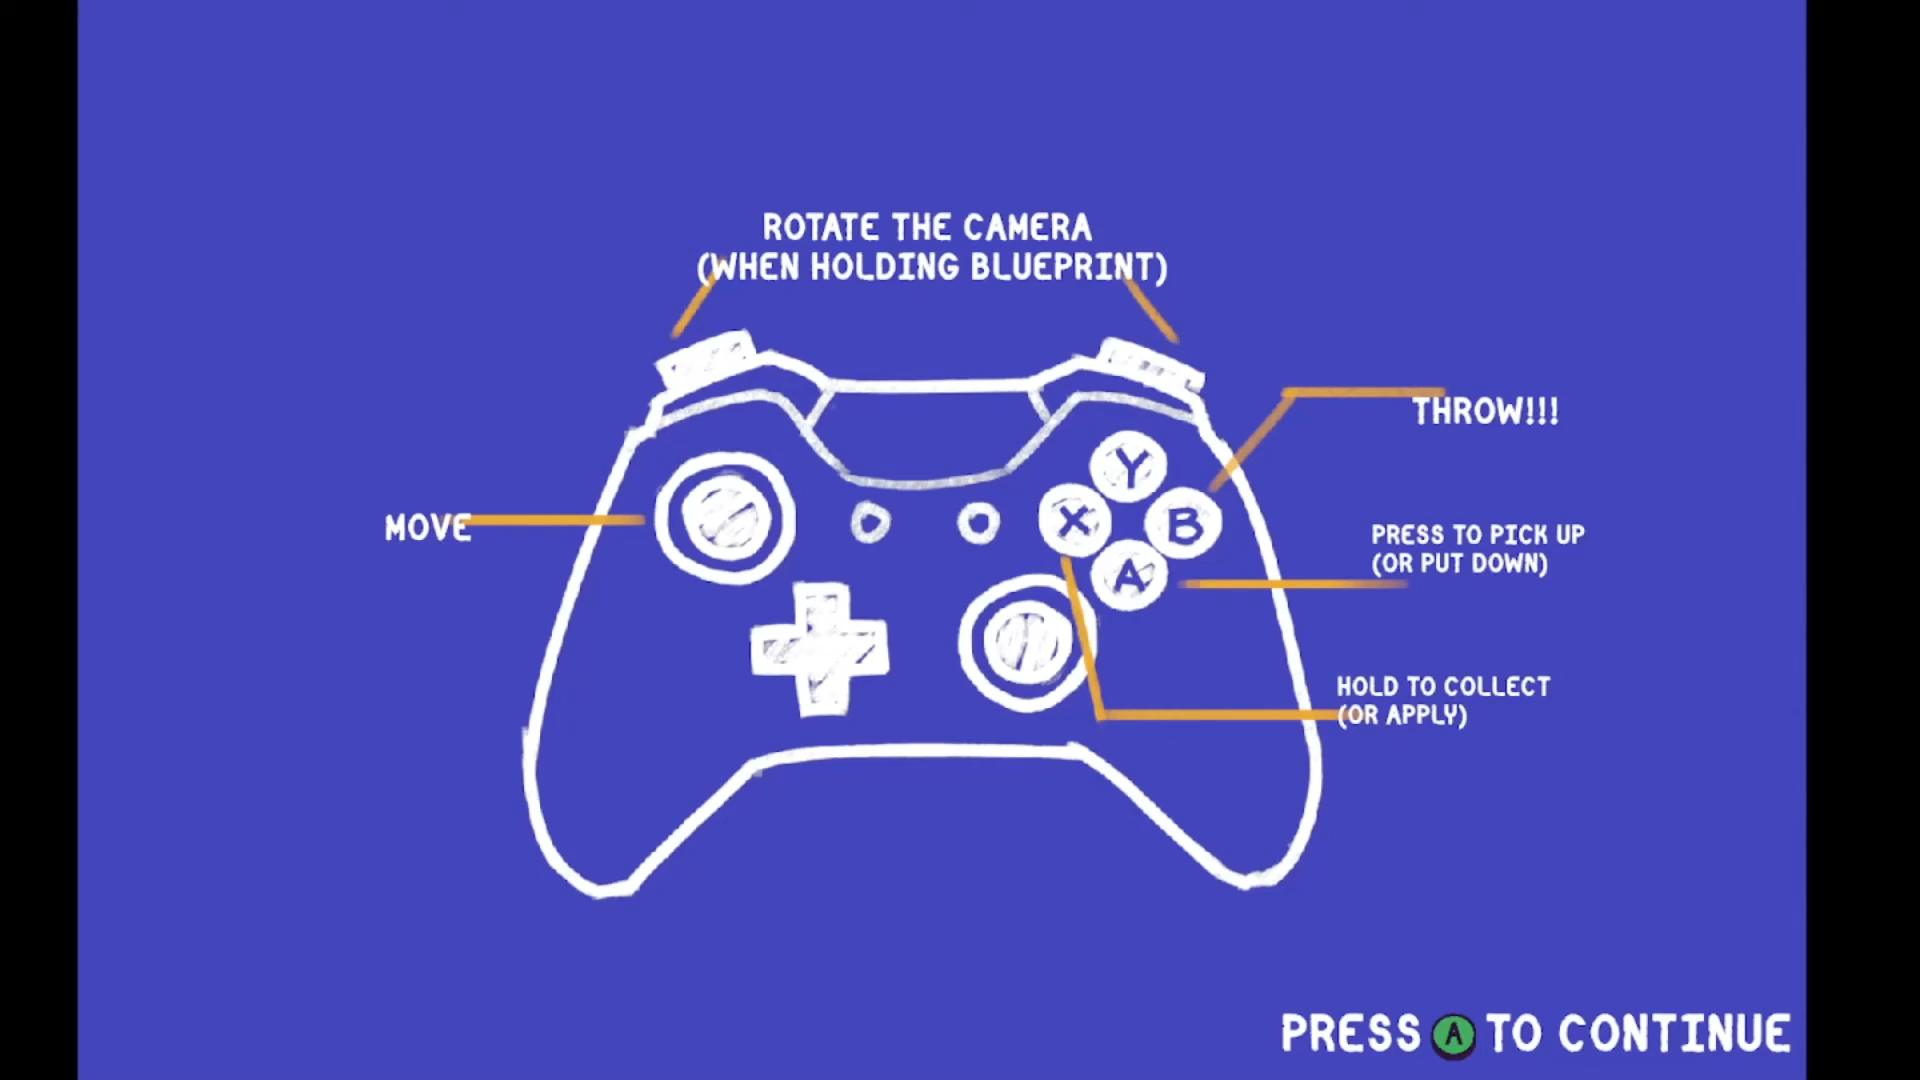 ROTATE THE CAMERA
(WHEN HOLDING BLUEPRINT)
THROW!!!
MOVE
Y
X
B
A
PRESS TO PICK UP
(OR PUT DOWN)
HOLD TO COLLECT
(OR APPLY)
PRESS A TO CONTINUE